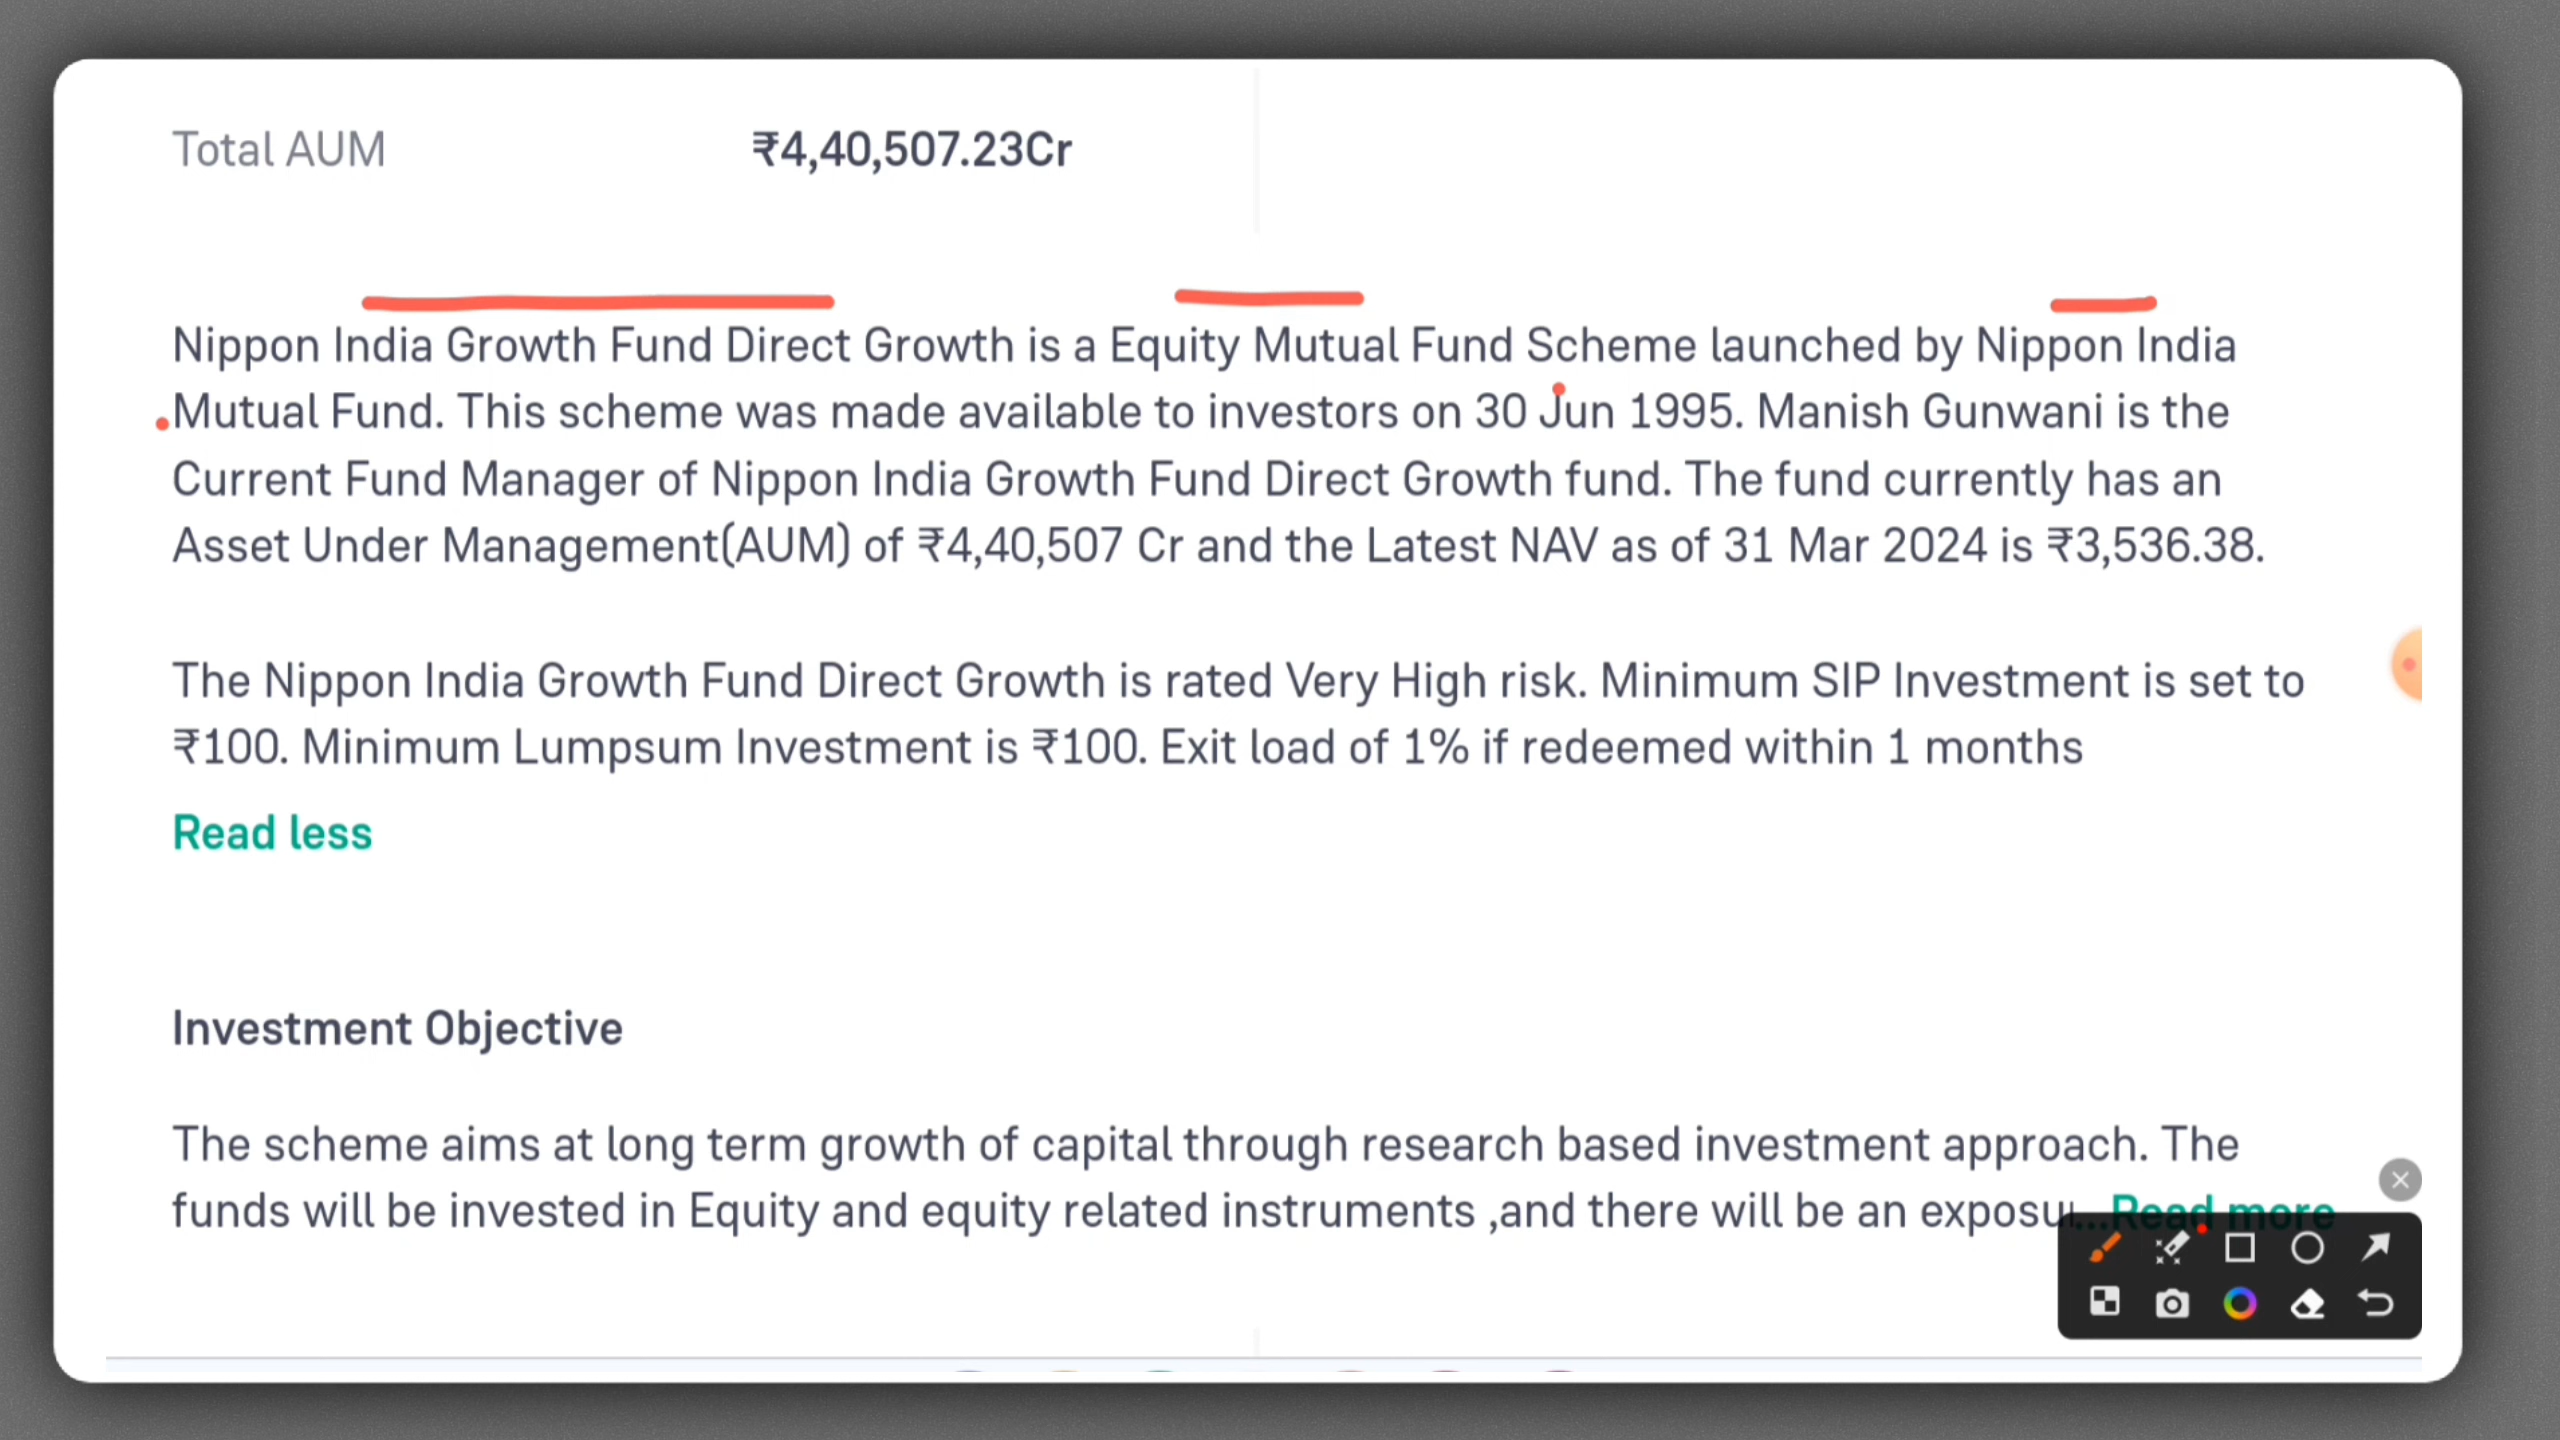 Total AUM ₹4,40,507.23Cr
Nippon India Growth Fund Direct Growth is a Equity Mutual Fund Scheme launched by Nippon India
Mutual Fund. This scheme was made available to investors on 30 Jun 1995. Manish Gunwani is the
Current Fund Manager of Nippon India Growth Fund Direct Growth fund. The fund currently has an
Asset Under Management(AUM) of ₹4,40,507 Cr and the Latest NAV as of 31 Mar 2024 is ₹3,536.38.
The Nippon India Growth Fund Direct Growth is rated Very High risk. Minimum SIP Investment is set to
₹100. Minimum Lumpsum Investment is ₹100. Exit load of 1% if redeemed within 1 months
Read less
Investment Objective
The scheme aims at long term growth of capital through research based investment approach. The
funds will be invested in Equity and equity related instruments ,and there will be an exposu...Read more